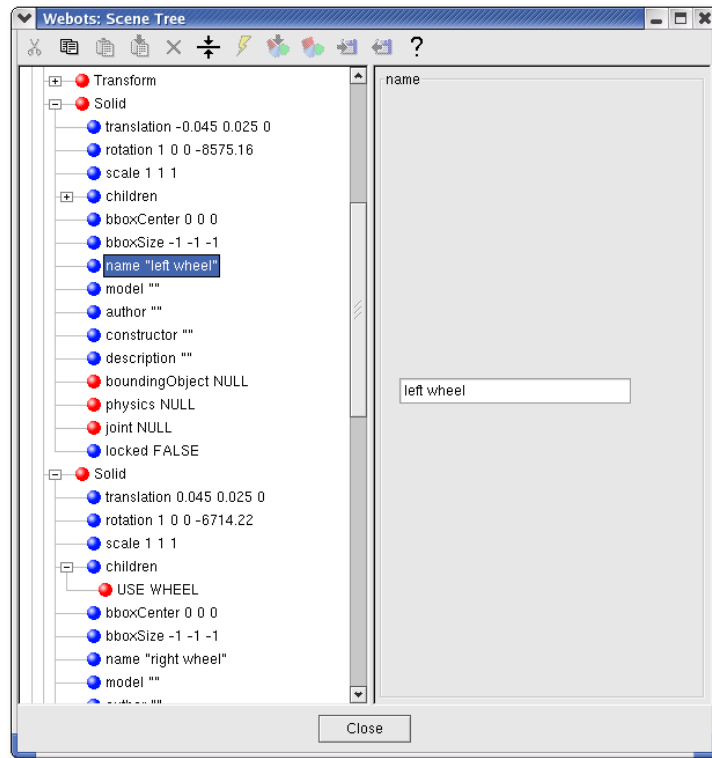 Webots: Scene Tree
?
Transform
Solid
translation -0.045 0.025 0
rotation 1 0 0 -8575.16
scale 1 1 1
children
bboxCenter 0 0 0
bboxSize -1 -1 -1
name "left wheel"
model ""
author ""
constructor ""
description ""
boundingObject NULL
physics NULL
joint NULL
locked FALSE
Solid
translation 0.045 0.025 0
rotation 1 0 0 -6714.22
scale 1 1 1
children
USE WHEEL
bboxCenter 0 0 0
bboxSize -1 -1 -1
name "right wheel"
model ""
name
left wheel
Close